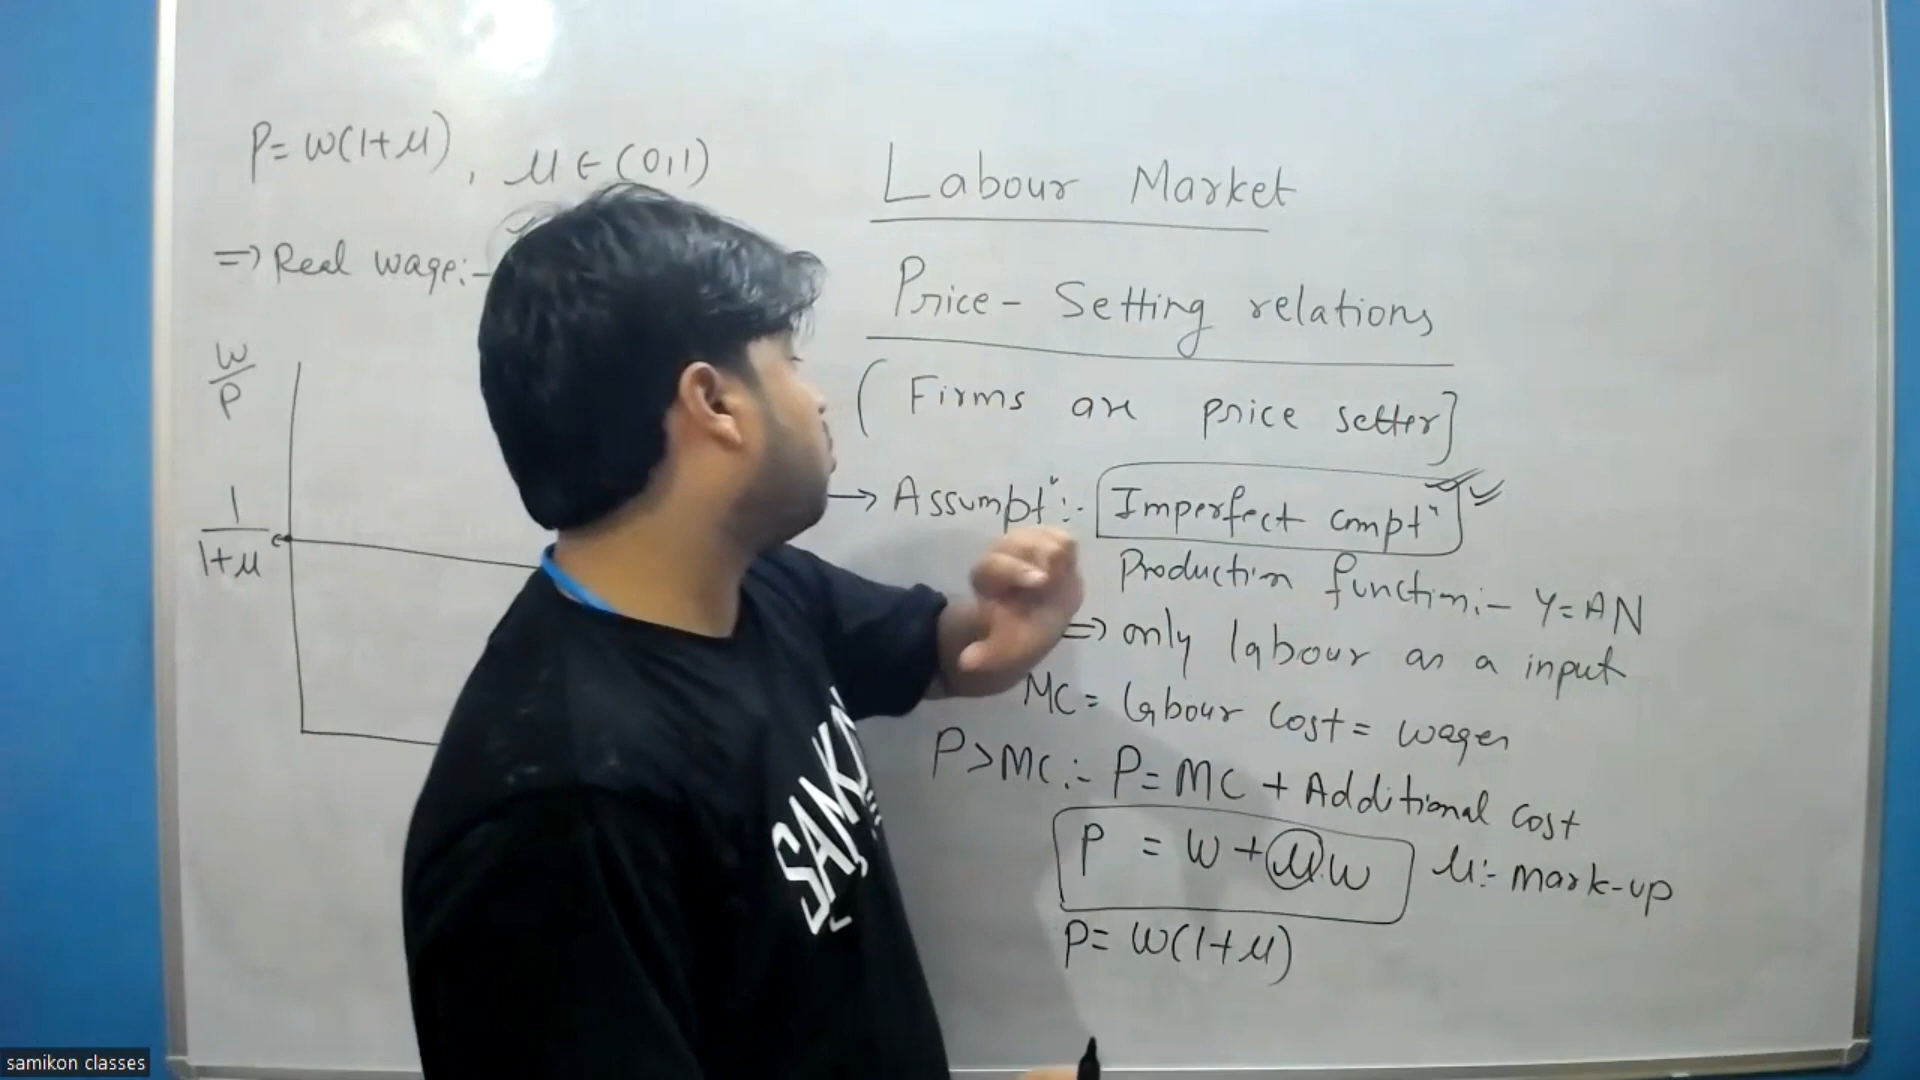 P=W(1+μ), μ∈(0,1)
⇒ Real wage:-
W/P
1/1+μ
Labour Market
Price-Setting relations
(Firms are price setter]
→ Assumptⁿ:- Imperfect comptⁿ
Production function:- Y=AN
⇒ only labour as a input
MC= Labour cost= wages
P>MC:- P=MC + Additional cost
P = W+μW μ:- mark-up
P= W(1+μ)
SAMIKO
samikon classes